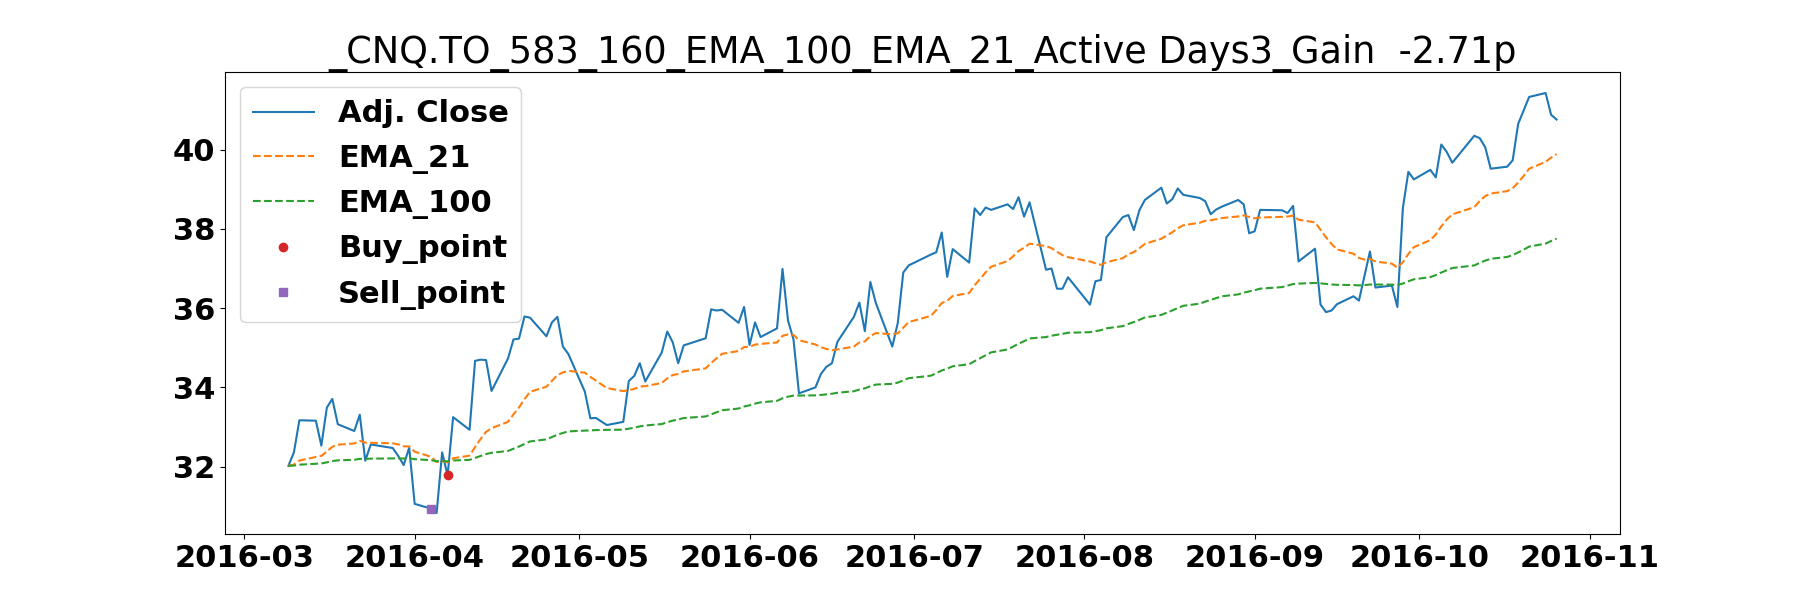 _CNQ.TO_583_160_EMA_100_EMA_21_Active Days3_Gain  -2.71p
Adj. Close
EMA_21
EMA_100
Buy_point
Sell_point
40
38
36
34
32
2016-03 2016-04 2016-05 2016-06 2016-07 2016-08 2016-09 2016-10 2016-11